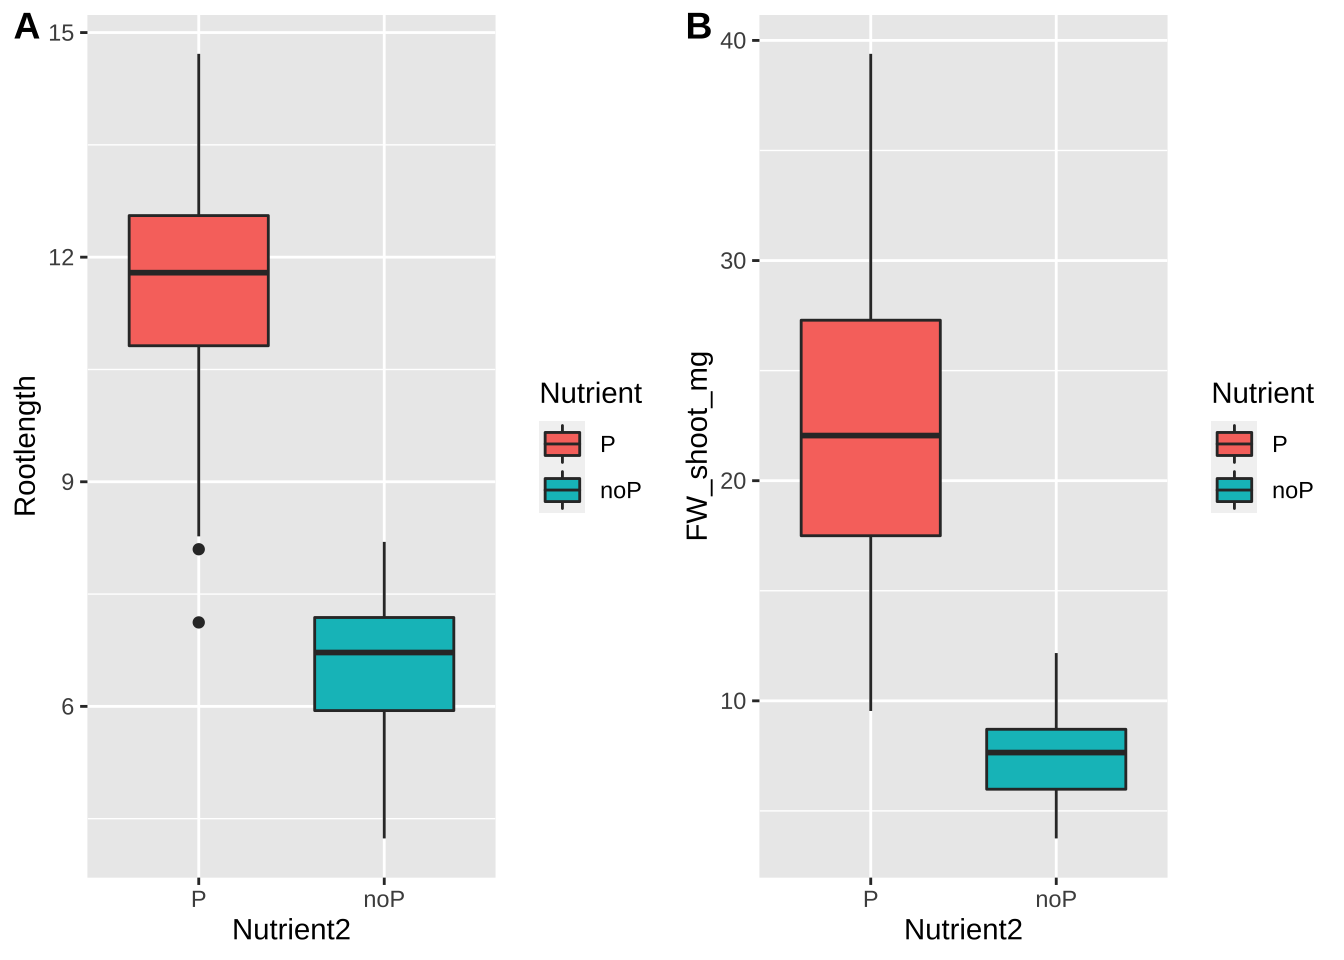 A
15
12
9
6
Rootlength
P
noP
Nutrient2
Nutrient
P
noP
B
40
30
20
10
FW_shoot_mg
P
noP
Nutrient2
Nutrient
P
noP